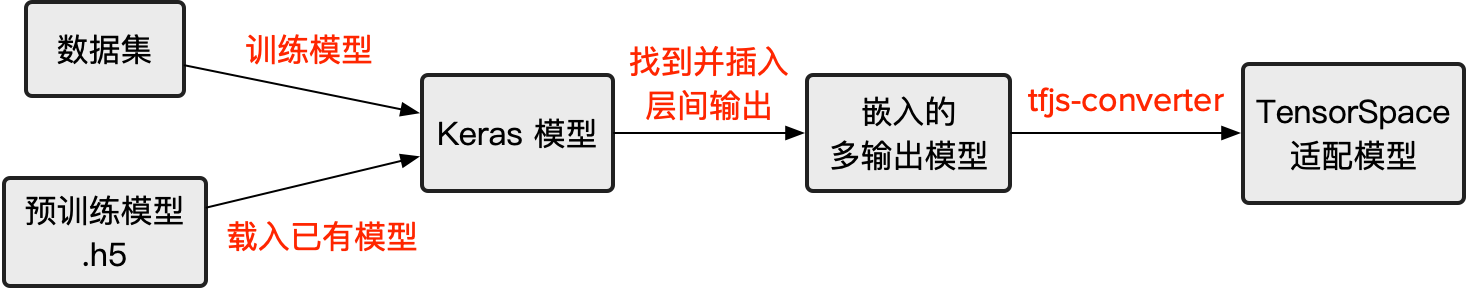 数据集
训练模型
预训练模型
.h5
载入已有模型
Keras 模型
找到并插入
层间输出
嵌入的
多输出模型
tfjs-converter
TensorSpace
适配模型